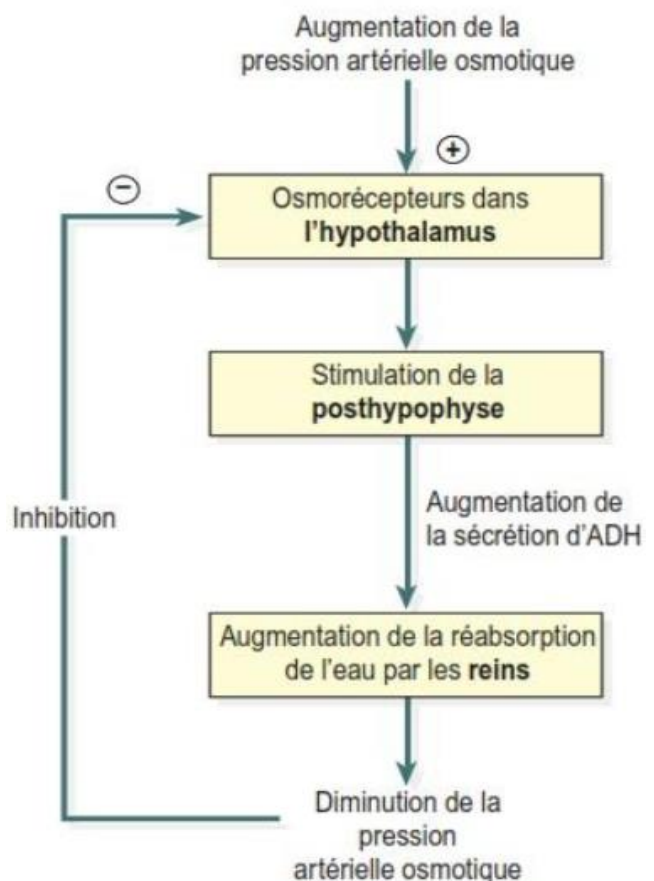 Augmentation de la
pression artérielle osmotique
+
−
Osmorécepteurs dans
l'hypothalamus
Stimulation de la
posthypophyse
Inhibition
Augmentation de
la sécrétion d'ADH
Augmentation de la réabsorption
de l'eau par les reins
Diminution de la
pression
artérielle osmotique